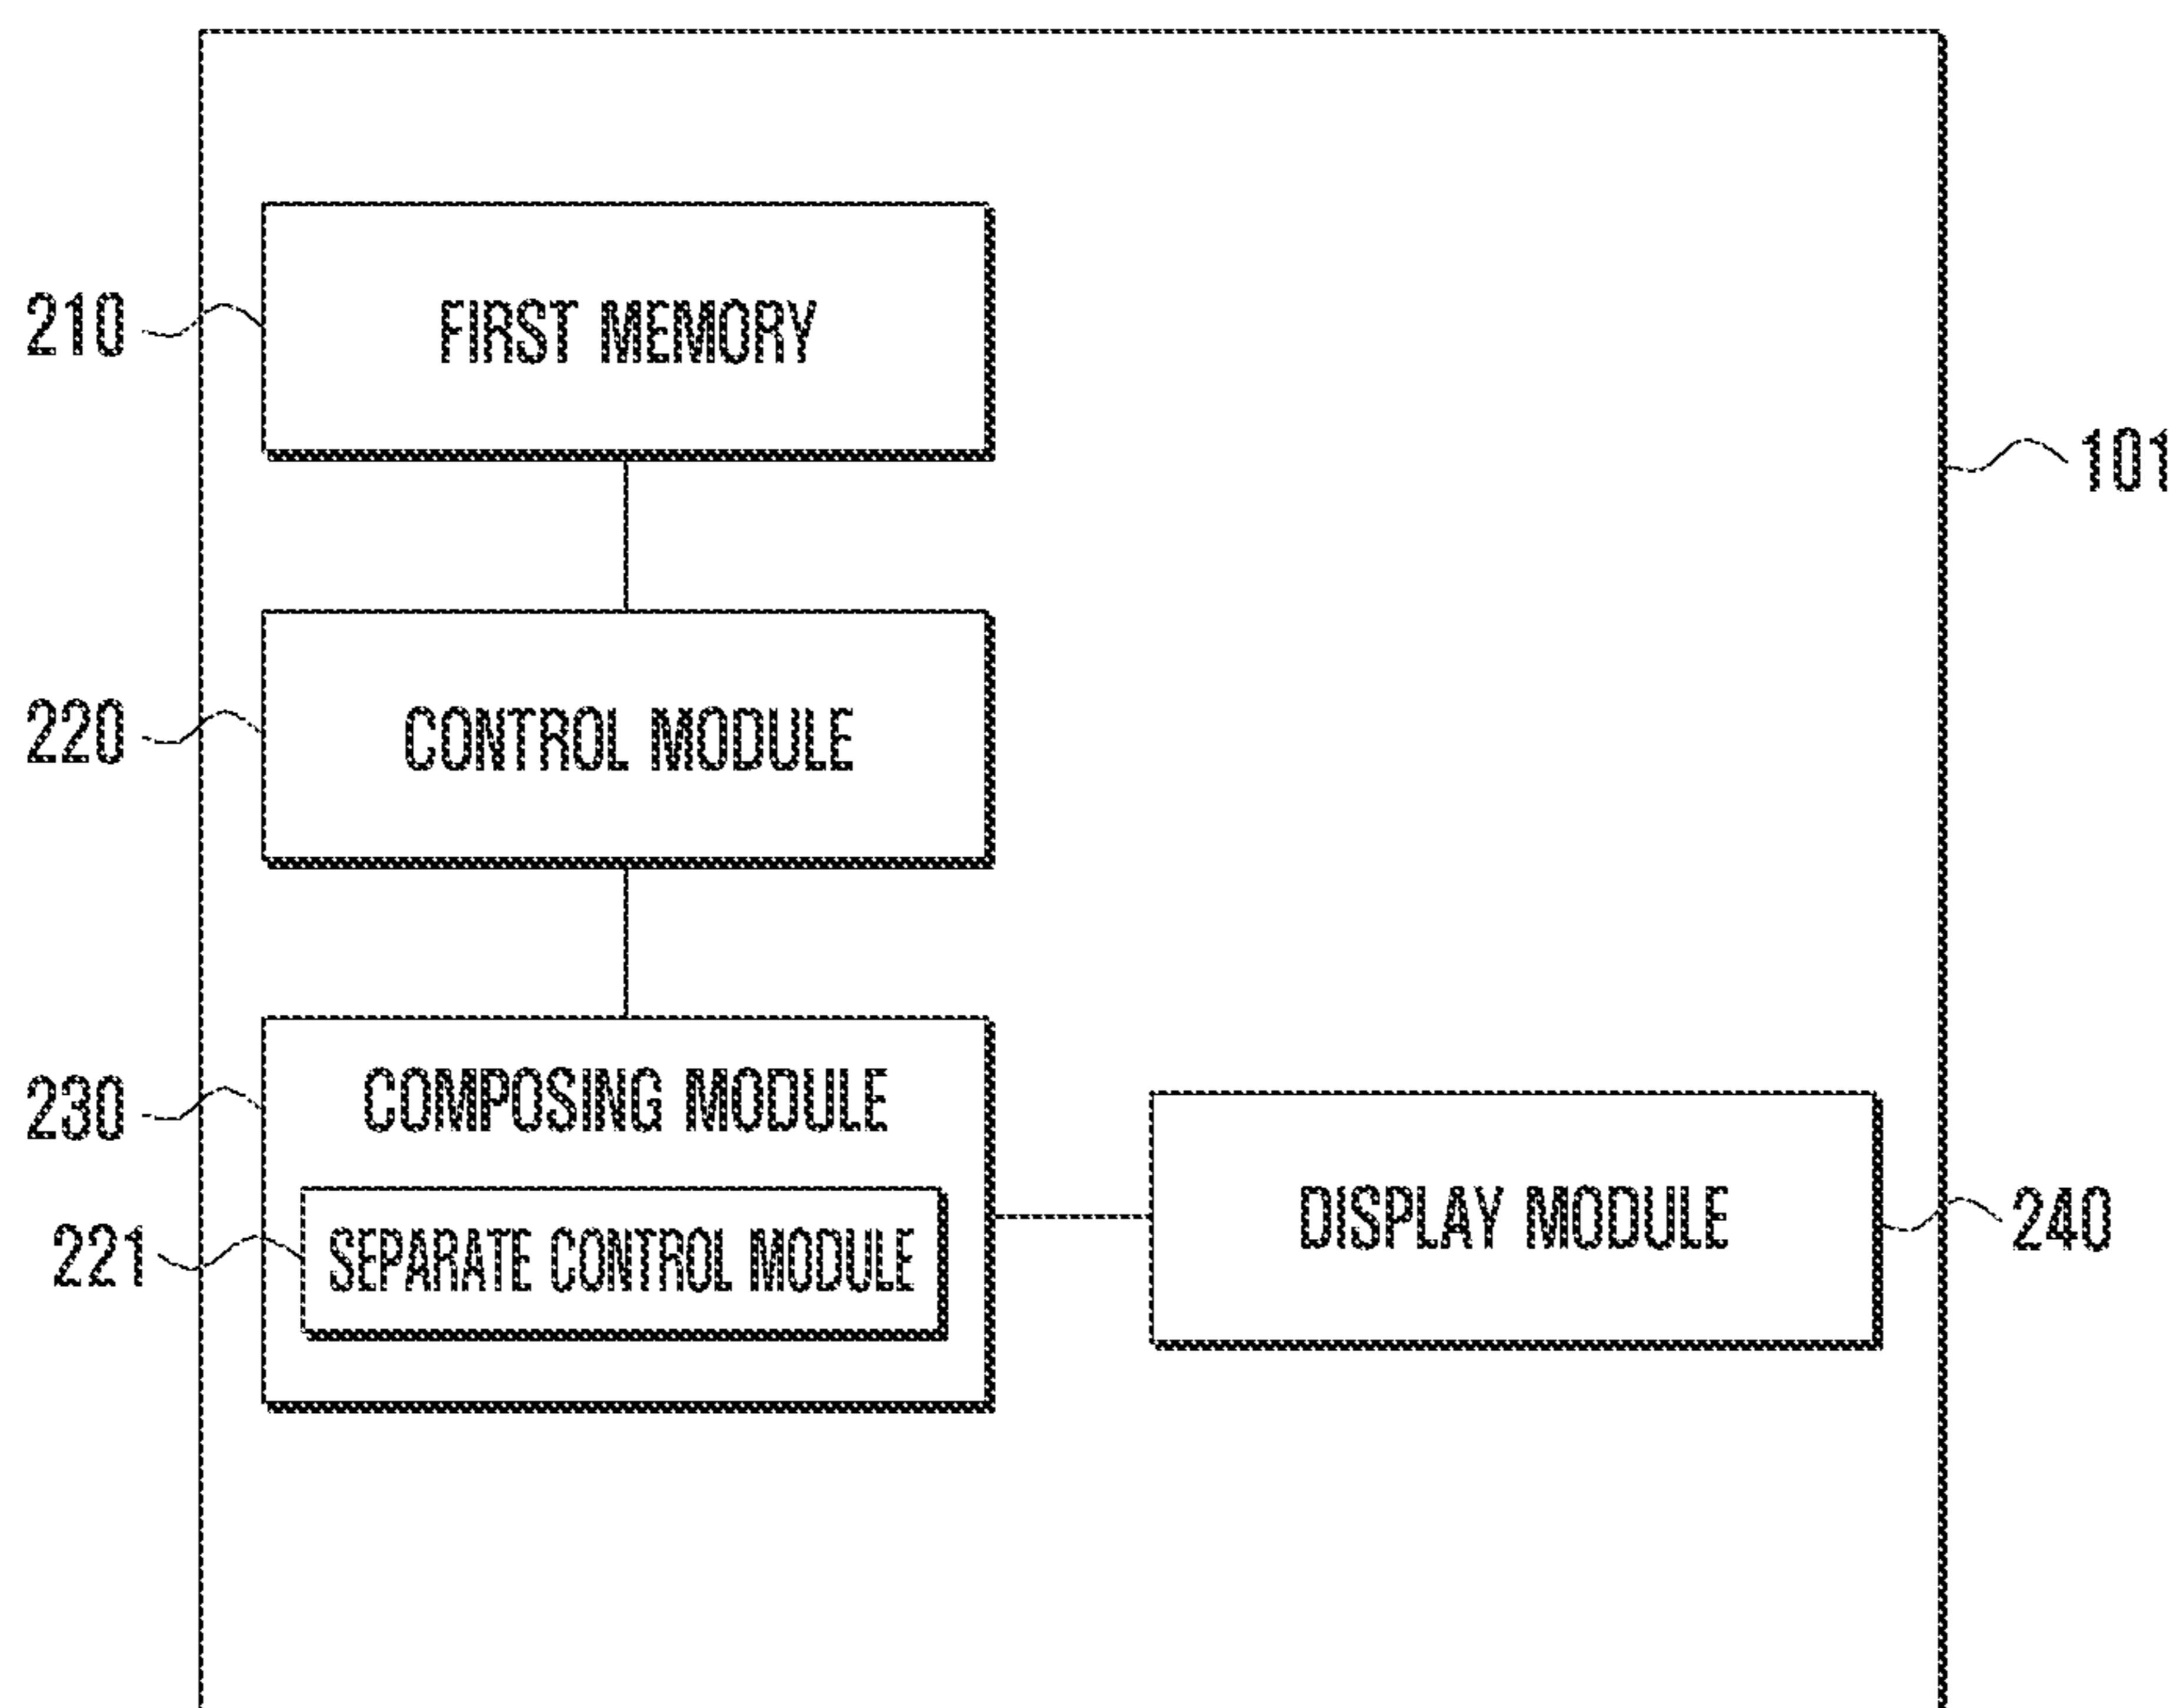 210
FIRST MEMORY
101
220
CONTROL MODULE
230
COMPOSING MODULE
221
SEPARATE CONTROL MODULE
DISPLAY MODULE
240